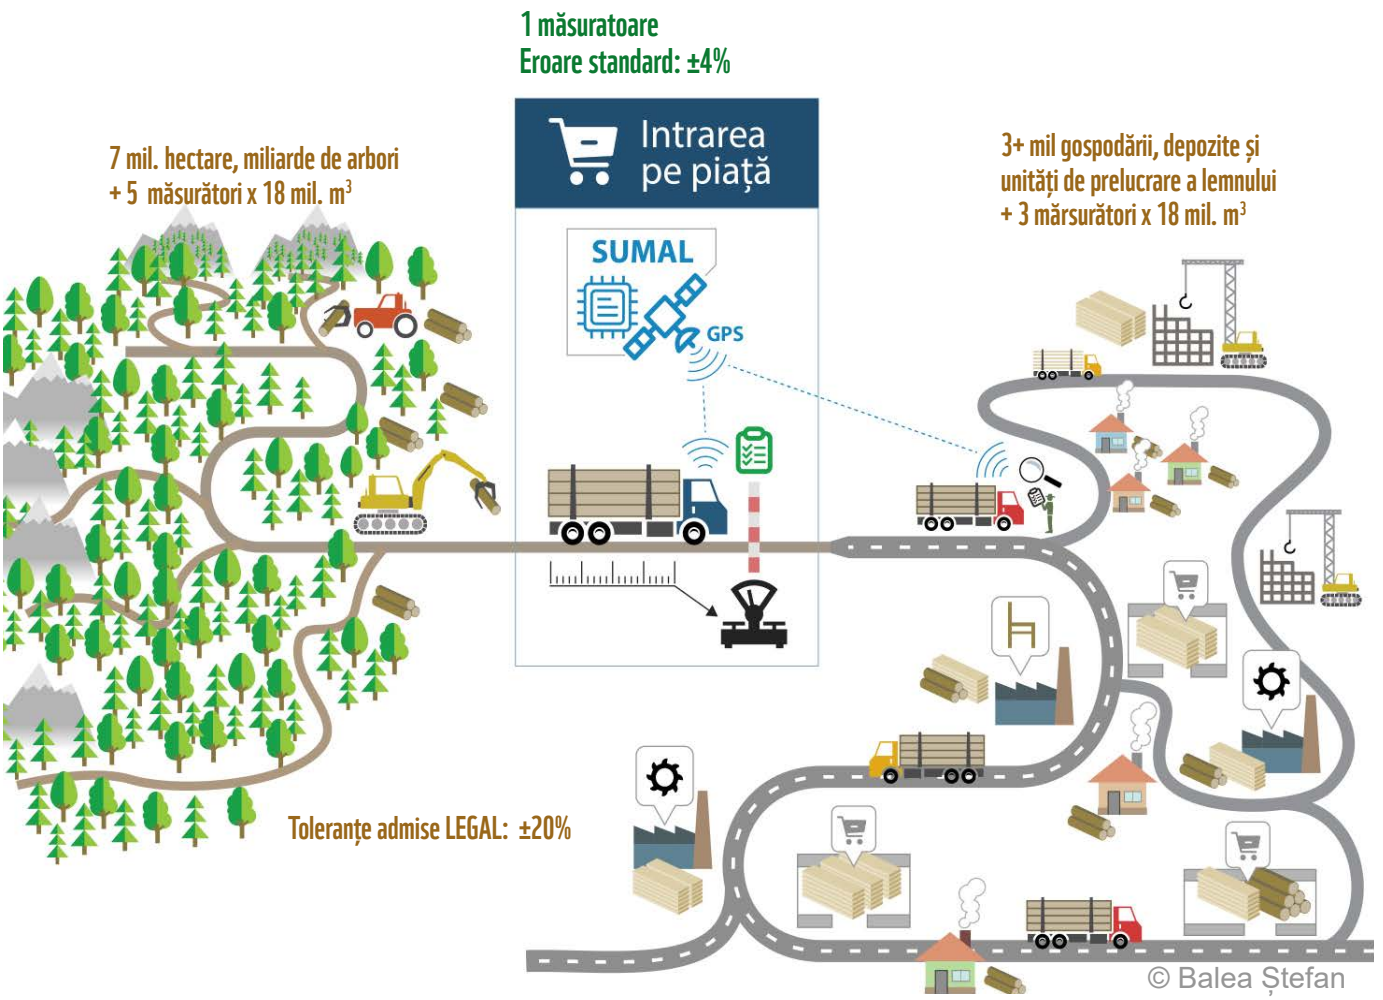 1 măsuratoare
Eroare standard: ±4%
Intrarea
pe piață
7 mil. hectare, miliarde de arbori
+ 5 măsurători x 18 mil. m³
3+ mil gospodării, depozite și
unități de prelucrare a lemnului
+ 3 mărsurători x 18 mil. m³
SUMAL
GPS
Toleranțe admise LEGAL: ±20%
© Balea Ștefan